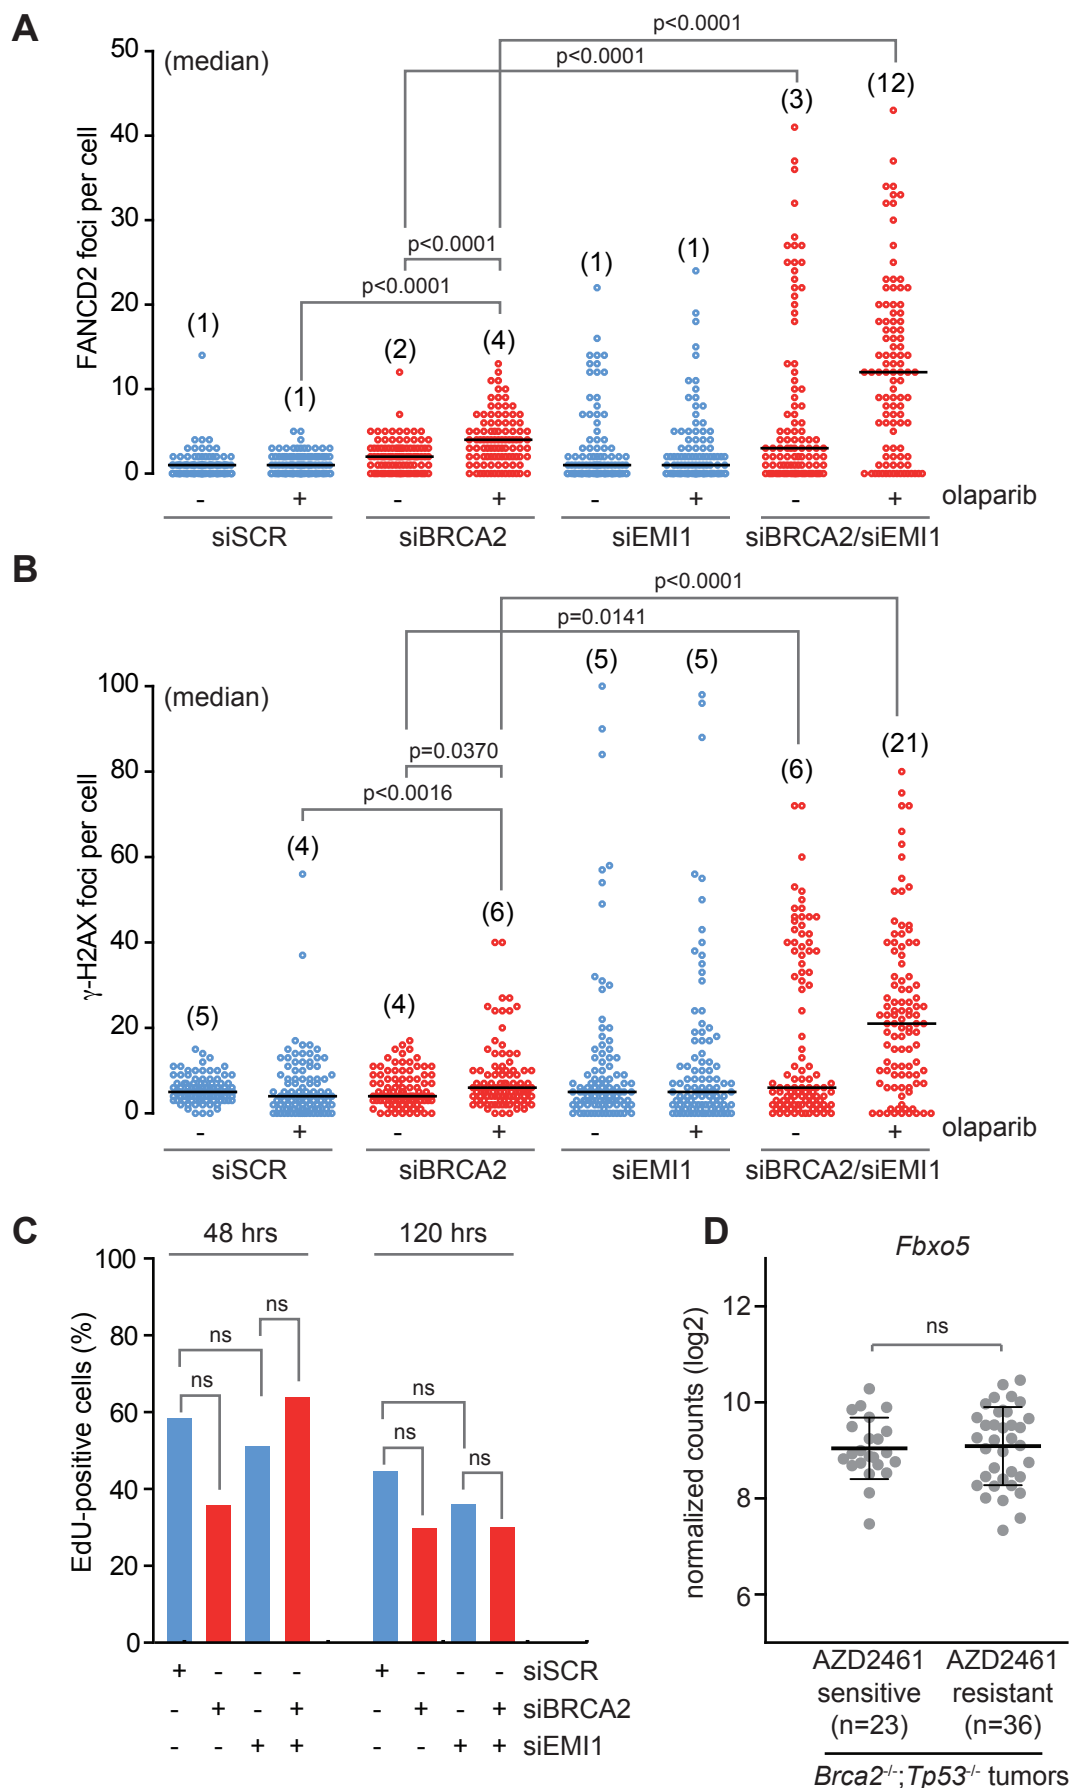 A
(median)
p<0.0001
p<0.0001
p<0.0001
p<0.0001
(1)
(1)
(2)
(4)
(1)
(1)
(3)
(12)
FANCD2 foci per cell
50
40
30
20
10
0
- + - + - + - + olaparib
siSCR siBRCA2 siEMI1 siBRCA2/siEMI1
B
(median)
p<0.0001
p=0.0141
p=0.0370
p<0.0016
(5)
(4)
(4)
(6)
(5)
(5)
(6)
(21)
γ-H2AX foci per cell
100
80
60
40
20
0
- + - + - + - + olaparib
siSCR siBRCA2 siEMI1 siBRCA2/siEMI1
C
48 hrs 120 hrs
EdU-positive cells (%)
100
80
60
40
20
0
ns
ns
ns
ns
ns
ns
+ - - - + - - - siSCR
- + - + - + - + siBRCA2
- - + + - - + + siEMI1
D
Fbxo5
ns
normalized counts (log2)
12
10
8
6
AZD2461 AZD2461
sensitive resistant
(n=23) (n=36)
Brca2-/-;Tp53-/- tumors